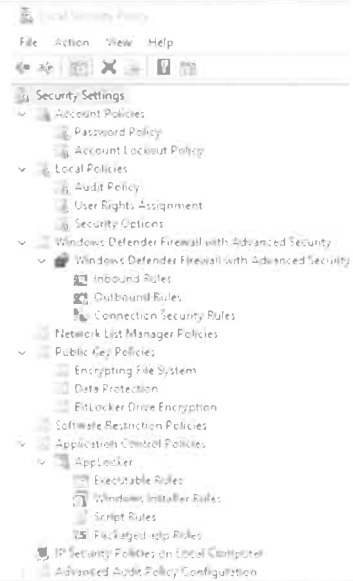 Local Security Policy
File Action View Help
Security Settings
Account Policies
Password Policy
Account Lockout Policy
Local Policies
Audit Policy
User Rights Assignment
Security Options
Windows Defender Firewall with Advanced Security
Windows Defender Firewall with Advanced Security
Inbound Rules
Outbound Rules
Connection Security Rules
Network List Manager Policies
Public Key Policies
Encrypting File System
Data Protection
BitLocker Drive Encryption
Software Restriction Policies
Application Control Policies
AppLocker
Executable Rules
Windows Installer Rules
Script Rules
Packaged app Rules
IP Security Policies on Local Computer
Advanced Audit Policy Configuration